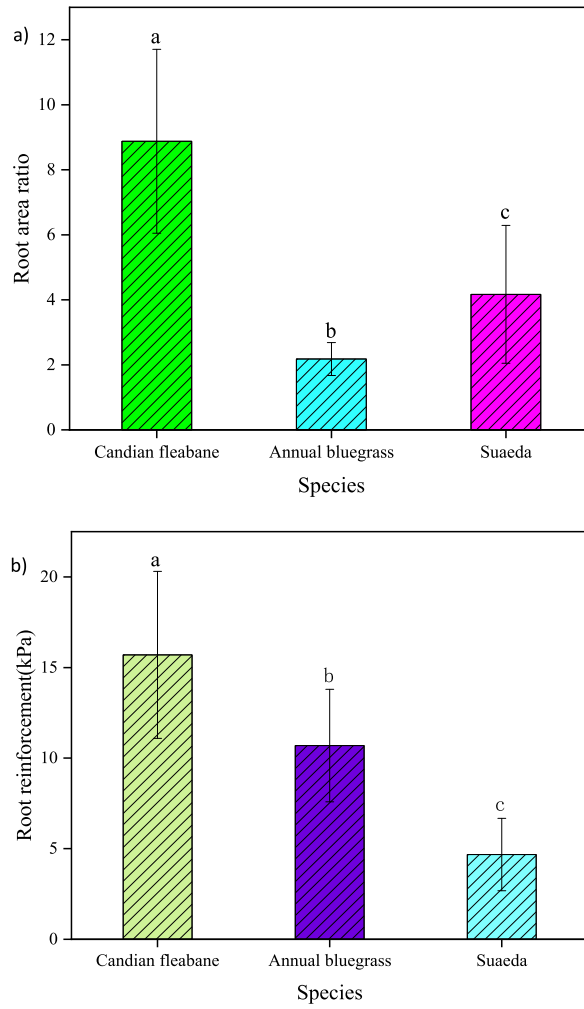 a)
12
10
8
6
4
2
0
Root area ratio
a
b
c
Candian fleabane
Annual bluegrass
Suaeda
Species
b)
20
15
10
5
0
Root reinforcement(kPa)
a
b
c
Candian fleabane
Annual bluegrass
Suaeda
Species